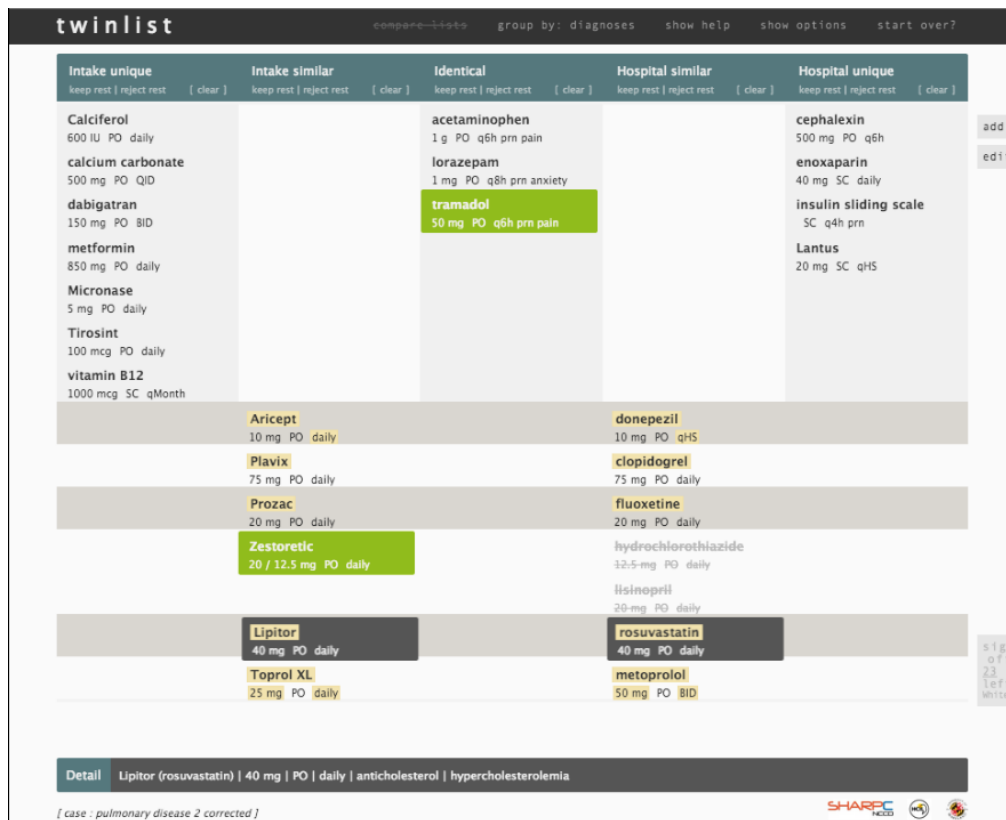 twinlist
compare lists group by: diagnoses show help show options start over?
Intake unique Intake similar Identical Hospital similar Hospital unique
keep rest | reject rest [ clear ] keep rest | reject rest [ clear ] keep rest | reject rest [ clear ] keep rest | reject rest [ clear ] keep rest | reject rest [ clear ]
Calciferol
600 IU PO daily
calcium carbonate
500 mg PO QID
dabigatran
150 mg PO BID
metformin
850 mg PO daily
Micronase
5 mg PO daily
Tirosint
100 mcg PO daily
vitamin B12
1000 mcg SC qMonth
acetaminophen
1 g PO q6h prn pain
lorazepam
1 mg PO q8h prn anxiety
tramadol
50 mg PO q6h prn pain
cephalexin
500 mg PO q6h
enoxaparin
40 mg SC daily
insulin sliding scale
SC q4h prn
Lantus
20 mg SC qHS
add
edi
Aricept donepezil
10 mg PO daily 10 mg PO qHS
Plavix clopidogrel
75 mg PO daily 75 mg PO daily
Prozac fluoxetine
20 mg PO daily 20 mg PO daily
Zestoretic hydrochlorothiazide
20 / 12.5 mg PO daily 12.5 mg PO daily
lisinopril
20 mg PO daily
Lipitor rosuvastatin
40 mg PO daily 40 mg PO daily
Toprol XL metoprolol
25 mg PO daily 50 mg PO BID
sig
of
23
lef
White
Detail Lipitor (rosuvastatin) | 40 mg | PO | daily | anticholesterol | hypercholesterolemia
[ case : pulmonary disease 2 corrected ]
SHARPC
NCCD